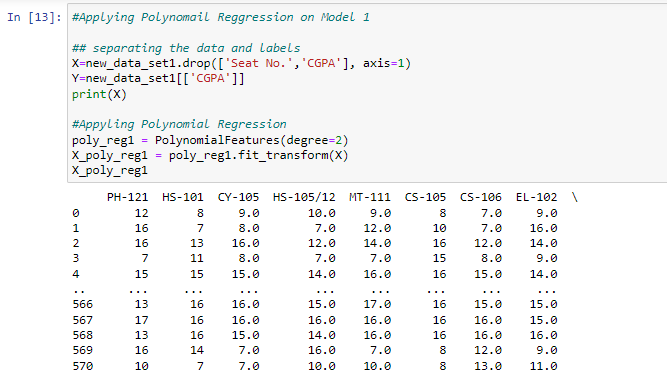 In [13]: #Applying Polynomail Reggression on Model 1
## separating the data and labels
X=new_data_set1.drop(['Seat No.','CGPA'], axis=1)
Y=new_data_set1[['CGPA']]
print(X)
#Appyling Polynomial Regression
poly_reg1 = PolynomialFeatures(degree=2)
X_poly_reg1 = poly_reg1.fit_transform(X)
X_poly_reg1
PH-121 HS-101 CY-105 HS-105/12 MT-111 CS-105 CS-106 EL-102 \
0 12 8 9.0 10.0 9.0 8 7.0 9.0
1 16 7 8.0 7.0 12.0 10 7.0 16.0
2 16 13 16.0 12.0 14.0 16 12.0 14.0
3 7 11 8.0 7.0 7.0 15 8.0 9.0
4 15 15 15.0 14.0 16.0 16 15.0 14.0
.. ... ... ... ... ... ... ... ...
566 13 16 16.0 15.0 17.0 16 15.0 15.0
567 17 16 16.0 16.0 16.0 16 16.0 15.0
568 13 16 15.0 14.0 16.0 16 16.0 16.0
569 16 14 7.0 16.0 7.0 8 12.0 9.0
570 10 7 7.0 10.0 10.0 8 13.0 11.0